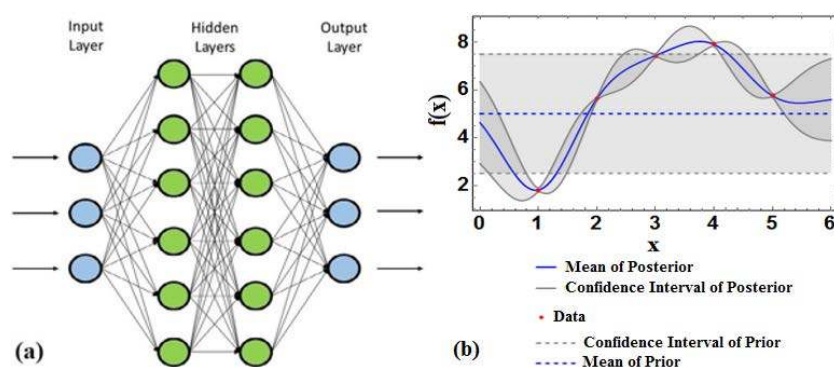 Input
Layer
Hidden
Layers
Output
Layer
(a)
f(x)
8
6
4
2
0 1 2 3 4 5 6
x
Mean of Posterior
Confidence Interval of Posterior
Data
Confidence Interval of Prior
Mean of Prior
(b)